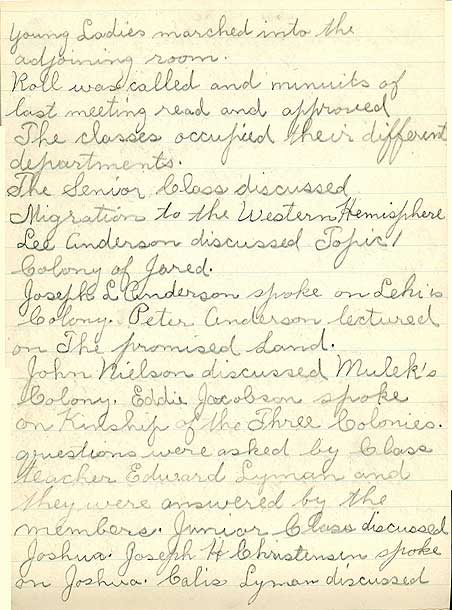 Young Ladies marched into the
adjoining room.
Roll was called and minuits of
last meeting read and approved
The classes occupied their different
departments.
The Senior Class discussed
Migration to the Western Hemisphere
Lee Anderson discussed Topic 1
Colony of Jared.
Joseph L Anderson spoke on Lehi's
Colony. Peter Anderson lectured
on The promised Land.
John Nielson discussed Mulek's
Colony. Eddie Jacobson spoke
on Kinship of the Three Colonies.
questions were asked by Class
teacher Edward Lyman and
they were answered by the
members. Junior Class discussed
Joshua. Joseph H Christensen spoke
on Joshua. Calis Lyman discussed